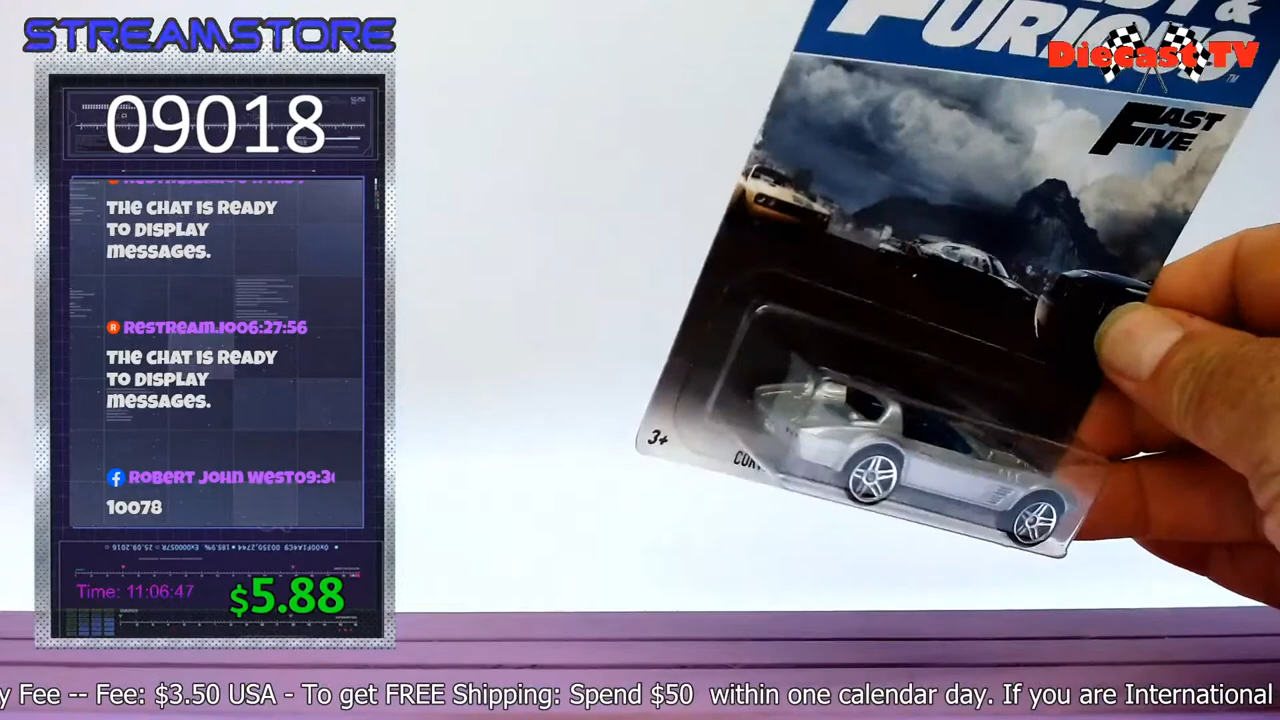 STREAMSTORE
09018
THE CHAT IS READY
TO DISPLAY
MESSAGES.
RESTREAM.IO06:27:56
THE CHAT IS READY
TO DISPLAY
MESSAGES.
ROBERT JOHN WEST09:3
10078
Time: 11:06:47
$5.88
&
FURIOUS
Diecast TV
FAST
FIVE
3+
y Fee -- Fee: $3.50 USA - To get FREE Shipping: Spend $50 within one calendar day. If you are International